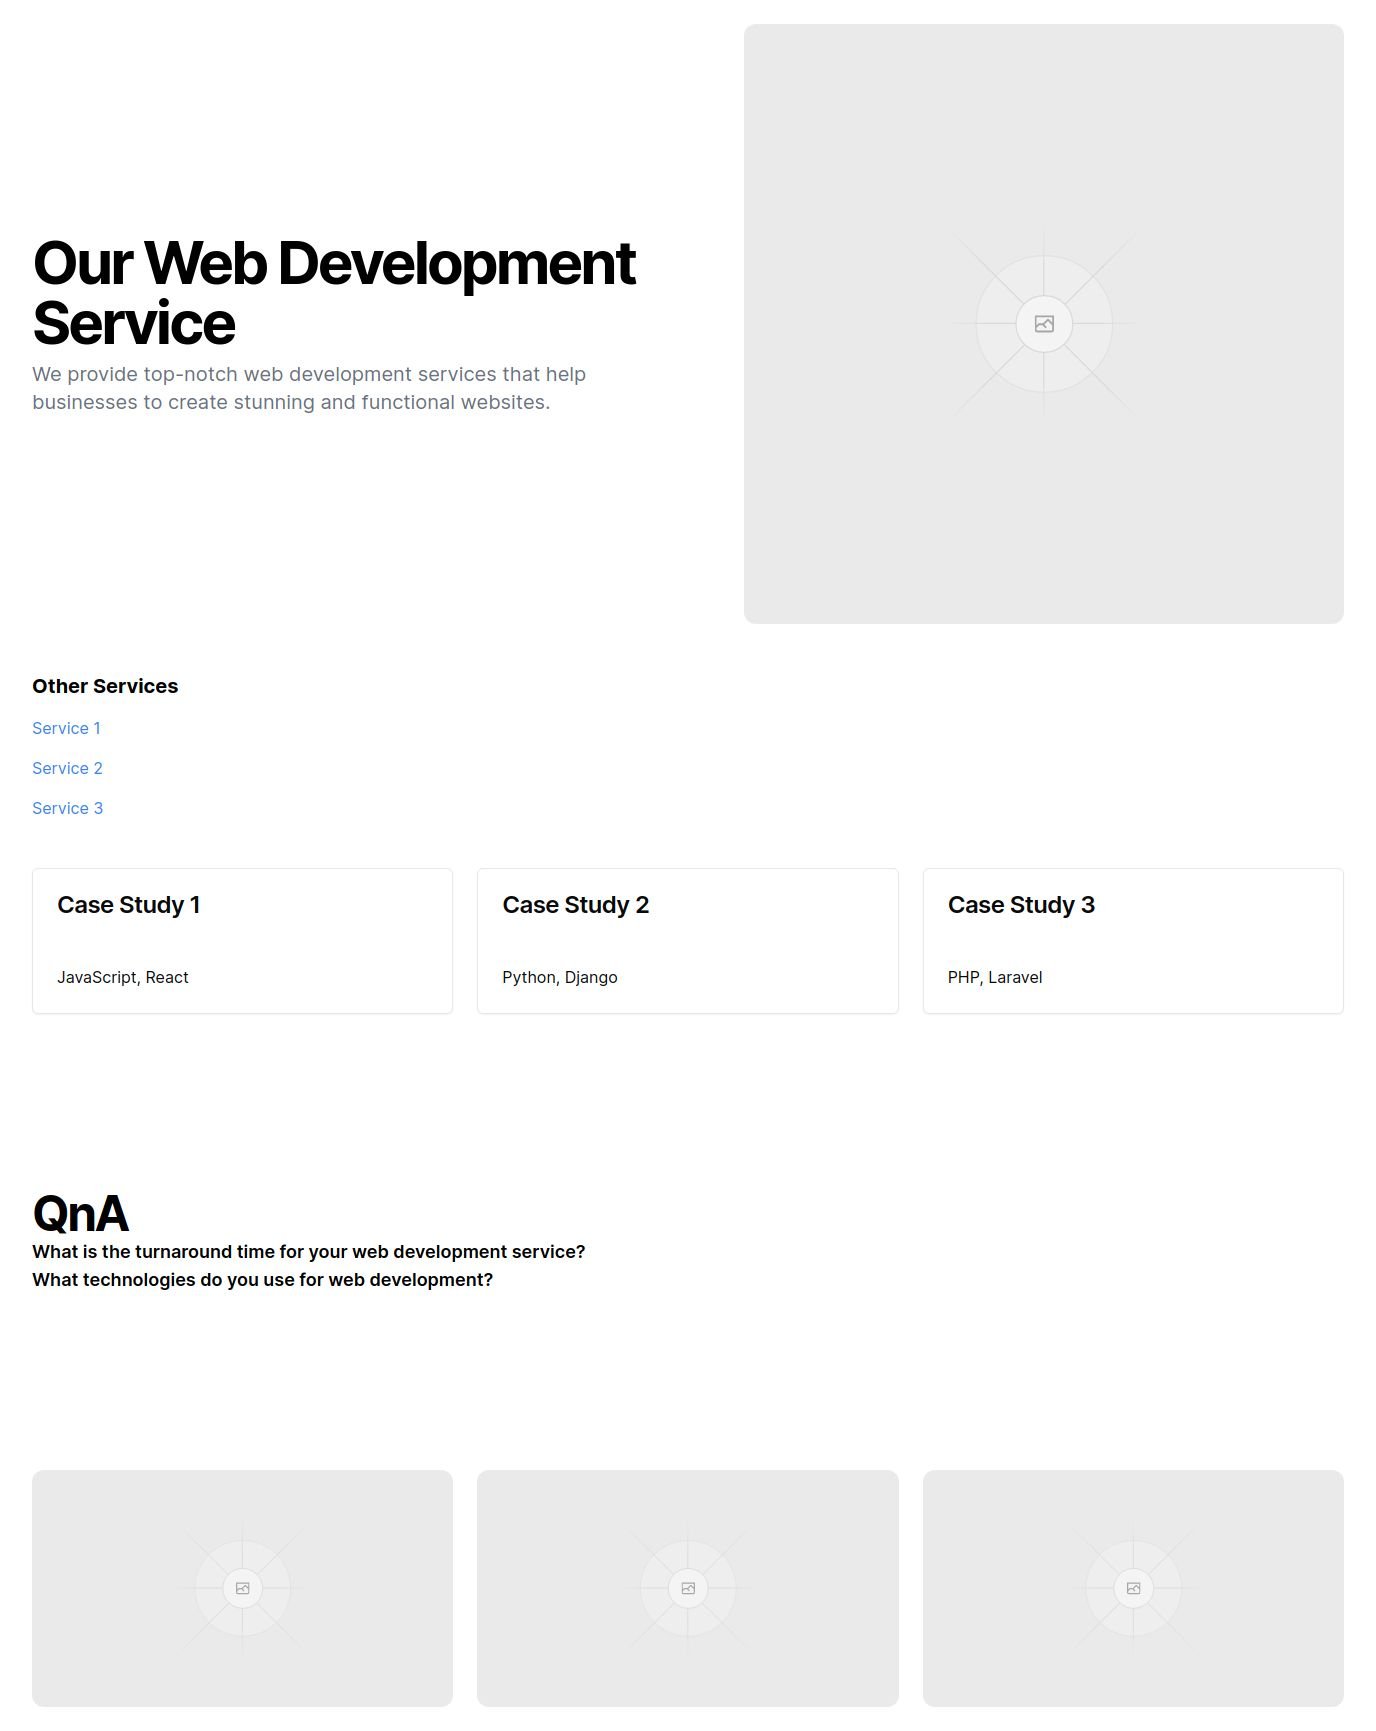 Our Web Development
Service
We provide top-notch web development services that help
businesses to create stunning and functional websites.
Other Services
Service 1
Service 2
Service 3
Case Study 1
JavaScript, React
Case Study 2
Python, Django
Case Study 3
PHP, Laravel
QnA
What is the turnaround time for your web development service?
What technologies do you use for web development?